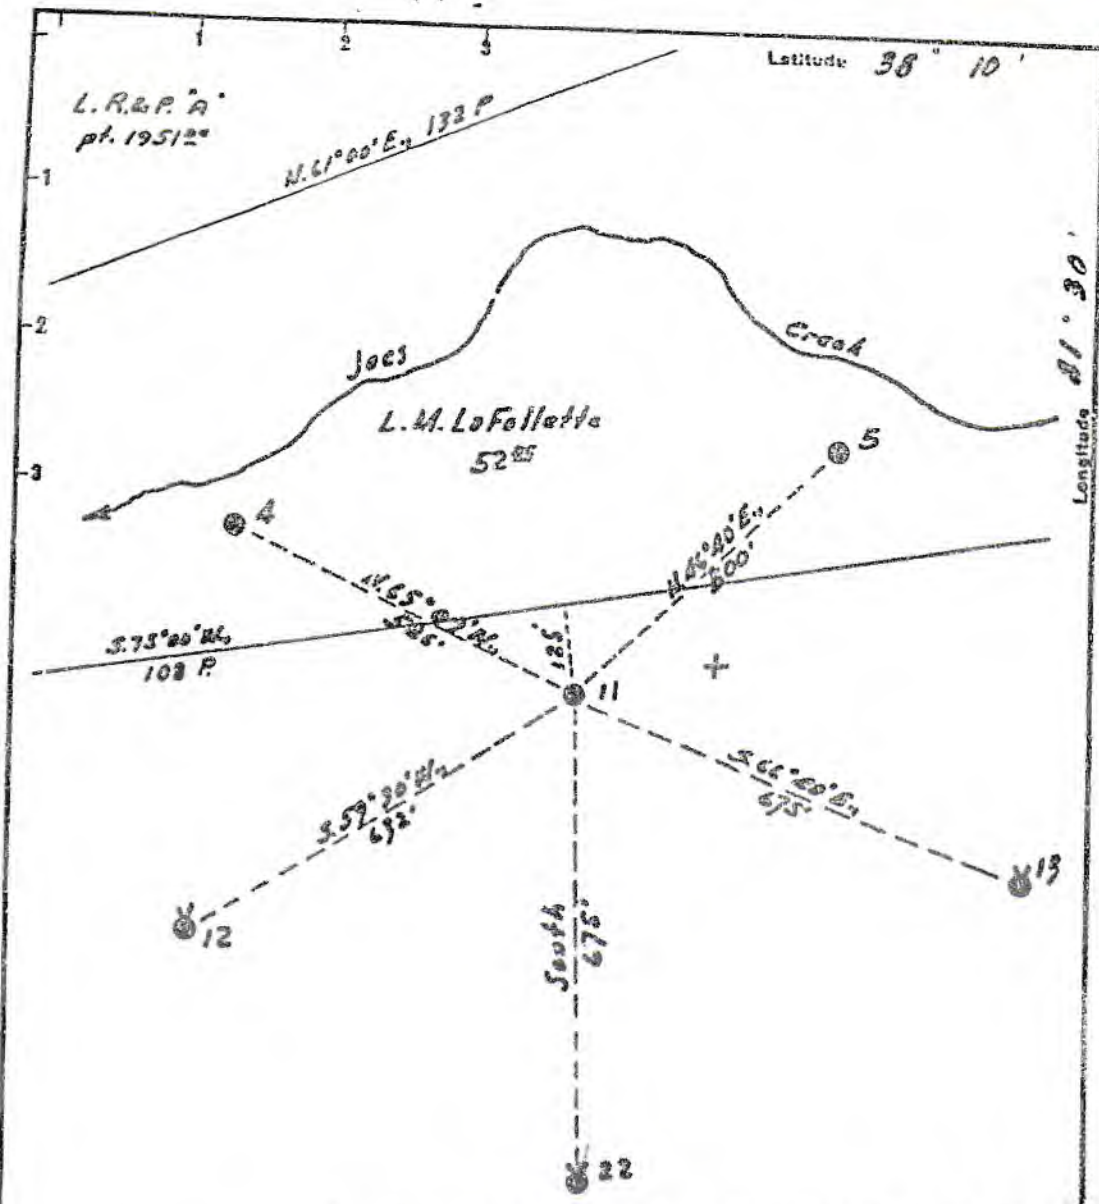 1
2
3
Latitude 38° 10'
L. R. & P. "A"
pt. 1951
1
N. 61° 00' E., 132 P
2
Joes
Creek
Longitude 81° 30'
L. M. LaFollette
52
3
4
5
600'
N. 65°
S. 73° 00' W.,
103 P.
125'
11
S. 66° 20' E.,
675'
S. 59° 30' W.,
632'
13
12
South
675'
22